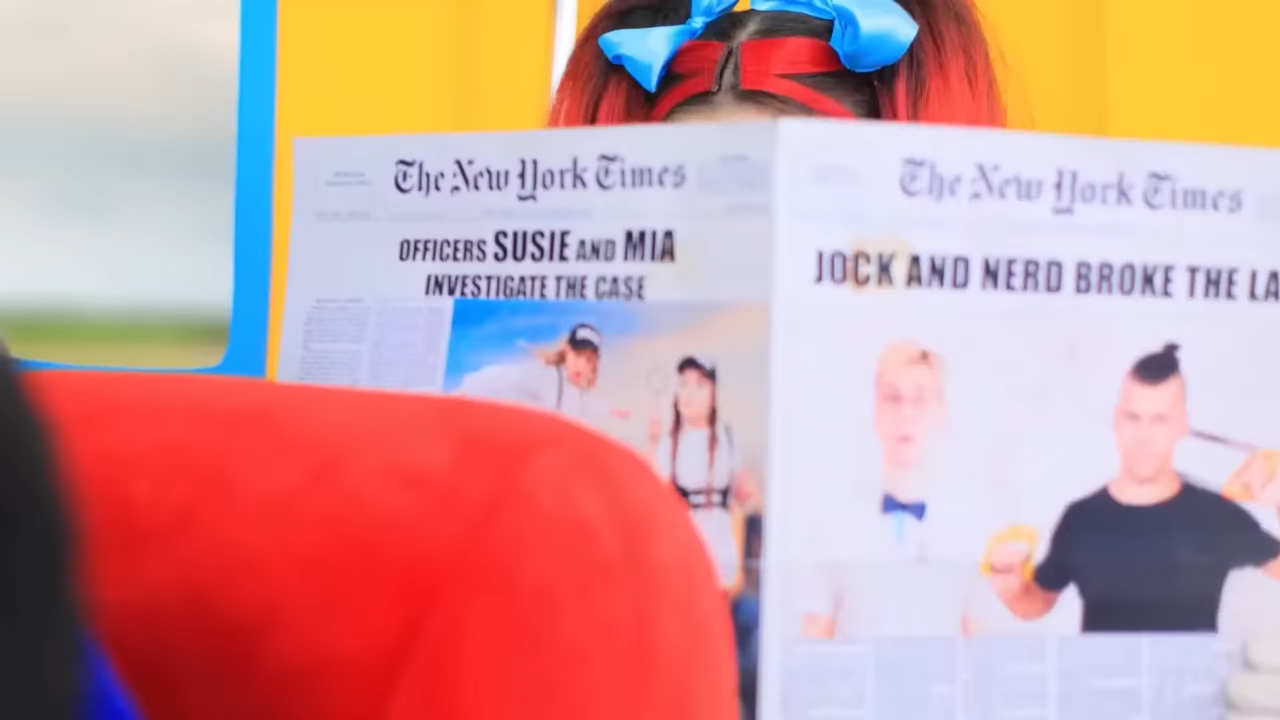 The New York Times
OFFICERS SUSIE AND MIA
INVESTIGATE THE CASE
The New York Times
JOCK AND NERD BROKE THE LA